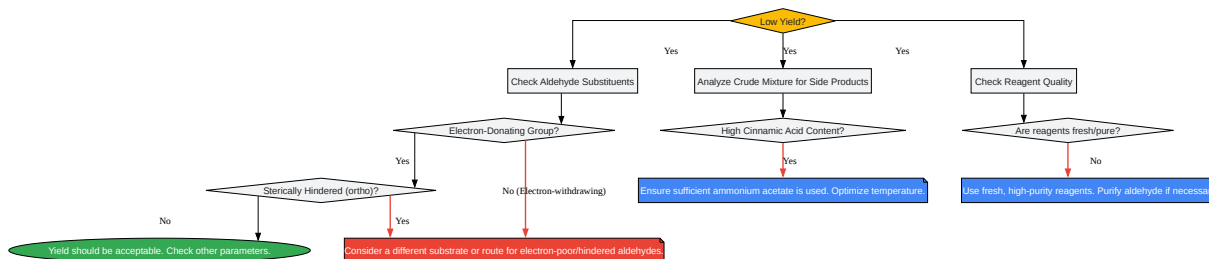 Low Yield?
Yes
Yes
Yes
Check Aldehyde Substituents
Analyze Crude Mixture for Side Products
Check Reagent Quality
Electron-Donating Group?
High Cinnamic Acid Content?
Are reagents fresh/pure?
Yes
Yes
No
Sterically Hindered (ortho)?
No (Electron-withdrawing)
Ensure sufficient ammonium acetate is used. Optimize temperature.
Use fresh, high-purity reagents. Purify aldehyde if
No
Yes
Yield should be acceptable. Check other parameters.
Consider a different substrate or route for electron-poor/hindered aldehydes.